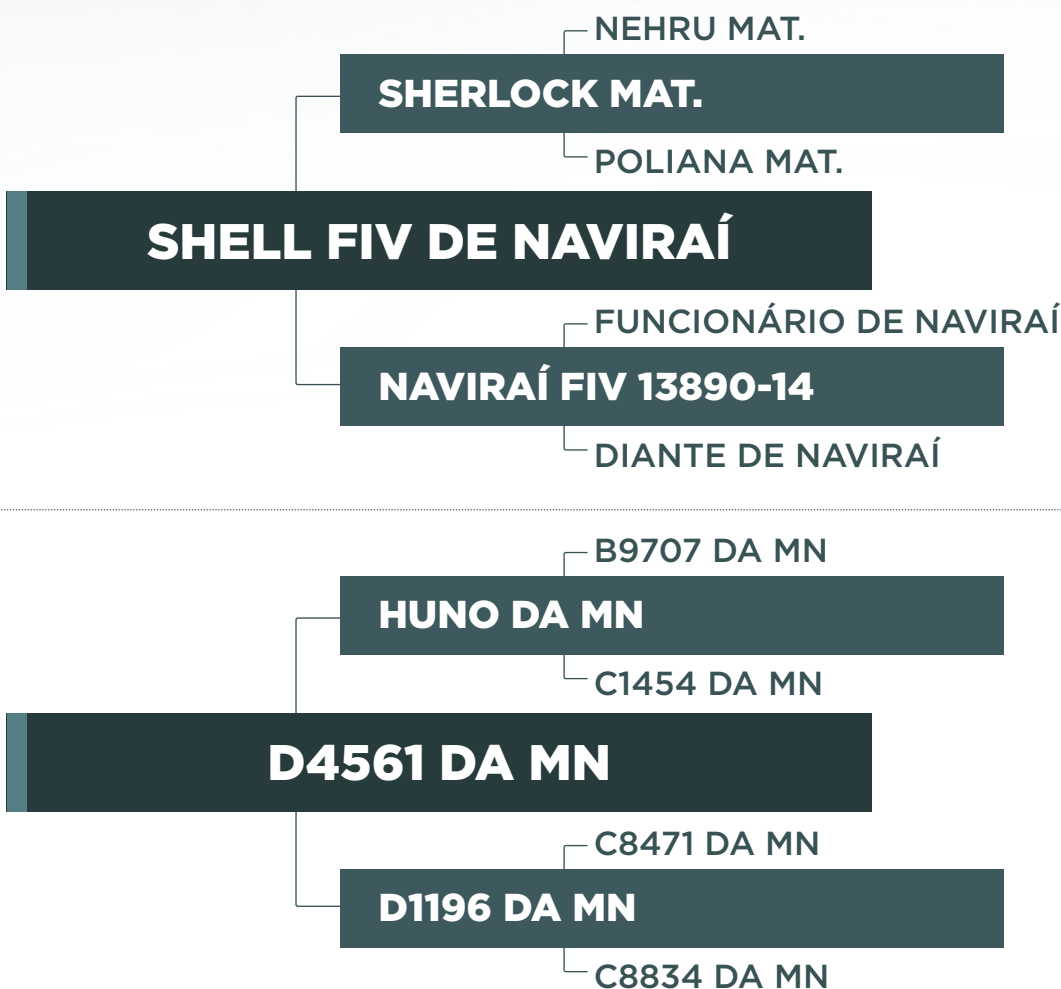 NEHRU MAT.
SHERLOCK MAT.
POLIANA MAT.
SHELL FIV DE NAVIRAÍ
FUNCIONÁRIO DE NAVIRAÍ
NAVIRAÍ FIV 13890-14
DIANTE DE NAVIRAÍ
B9707 DA MN
HUNO DA MN
C1454 DA MN
D4561 DA MN
C8471 DA MN
D1196 DA MN
C8834 DA MN